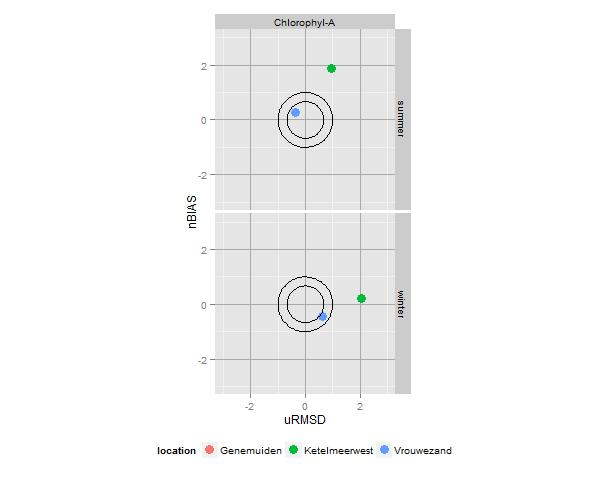 Chlorophyl-A
2
0
-2
summer
nBIAS
2
0
-2
winter
-2 0 2
uRMSD
location Genemuiden Ketelmeerwest Vrouwezand